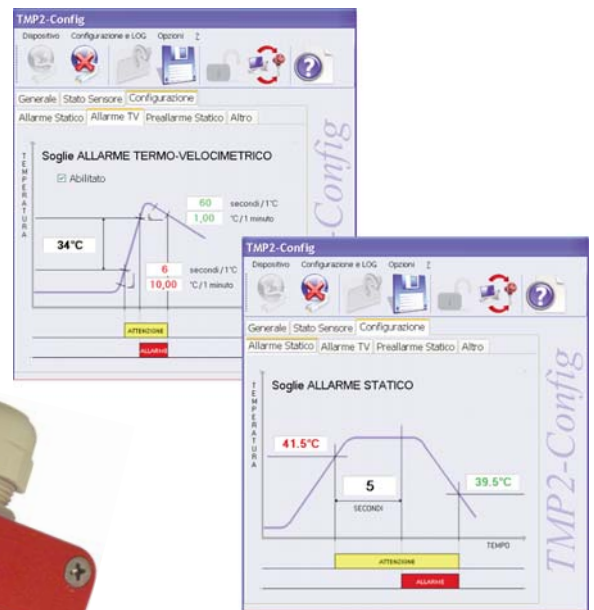 TMP2-Config
Dispositivo Configurazione e LOG Opzioni ?
Generale Stato Sensore Configurazione
Allarme Statico Allarme TV Preallarme Statico Altro
TEMPERATURA
Soglie ALLARME TERMO-VELOCIMETRICO
Abilitato
60 secondi/1°C
1,00 °C/1 minuto
34°C
6 secondi/1°C
10,00 °C/1 minuto
ATTENZIONE
ALLARME
Config
TMP2-Config
Dispositivo Configurazione e LOG Opzioni ?
Generale Stato Sensore Configurazione
Allarme Statico Allarme TV Preallarme Statico Altro
TEMPERATURA
Soglie ALLARME STATICO
41.5°C
5
SECONDI
39.5°C
TEMPO
ATTENZIONE
ALLARME
TMP2-Config